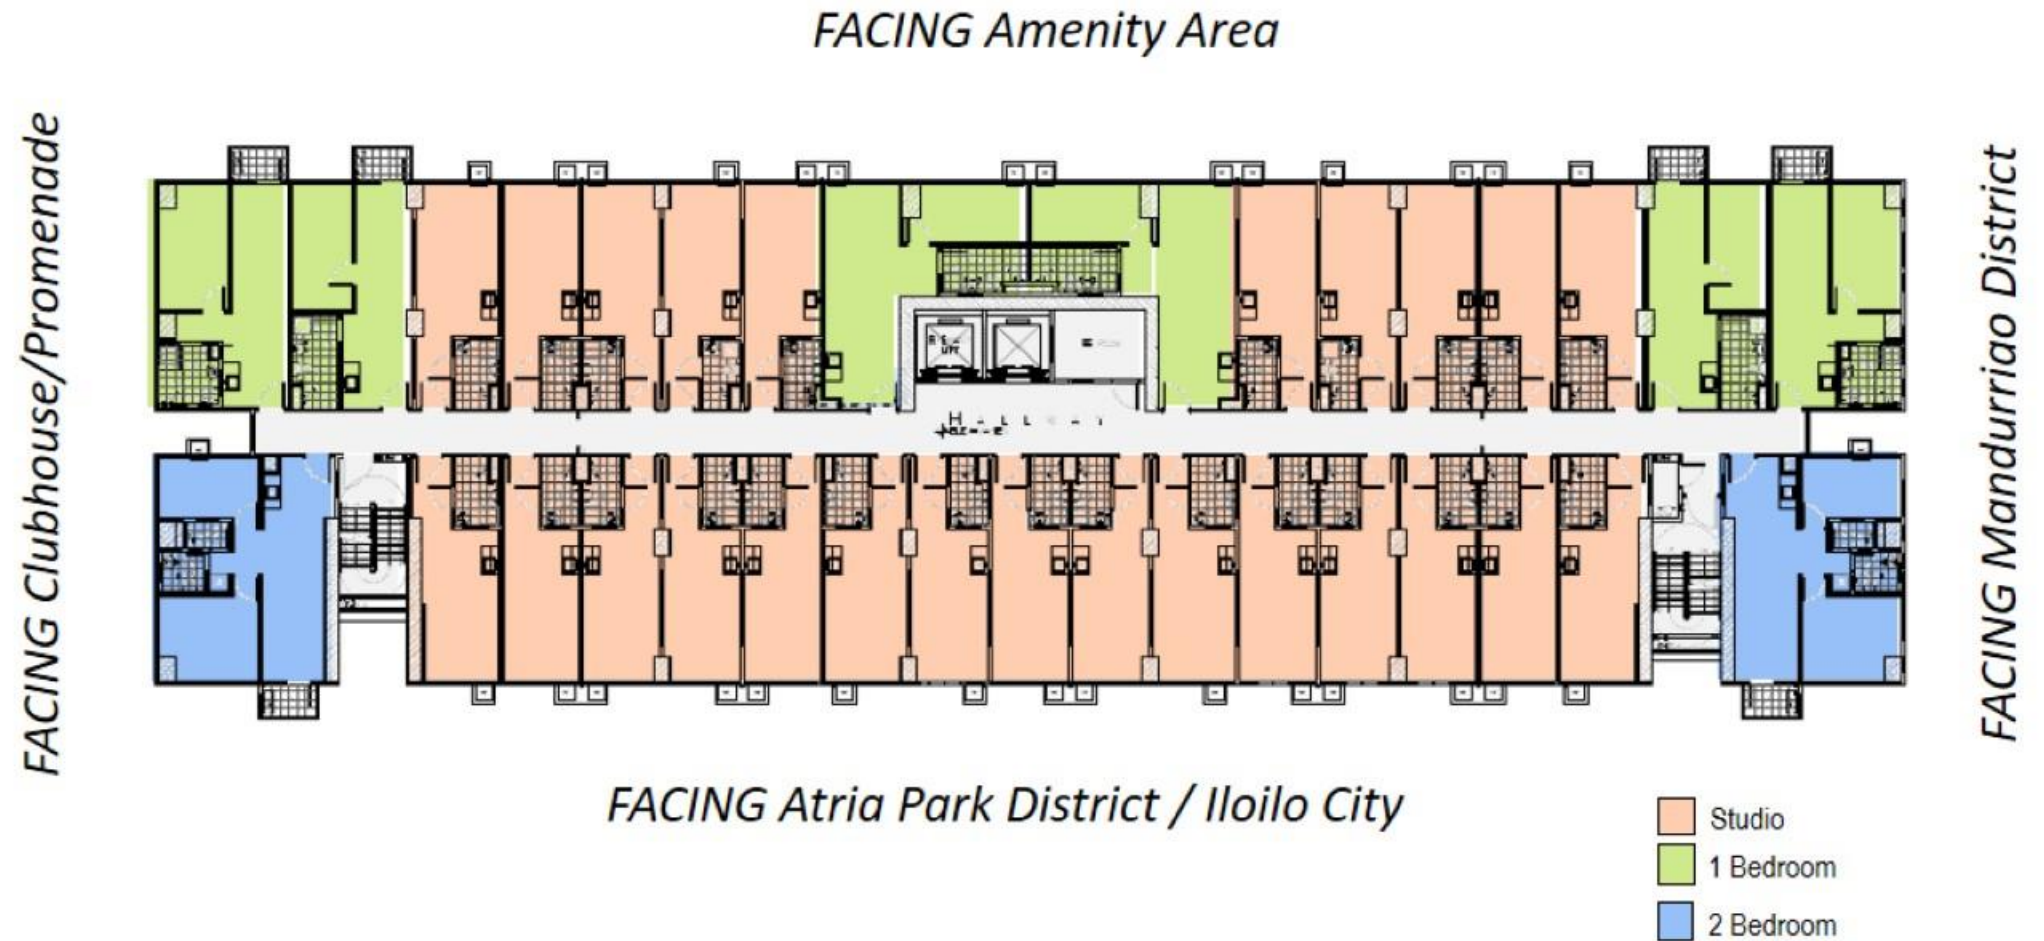 FACING Amenity Area
FACING Clubhouse/Promenade
FACING Mandurriao District
HALLWAY
FACING Atria Park District / Iloilo City
Studio
1 Bedroom
2 Bedroom